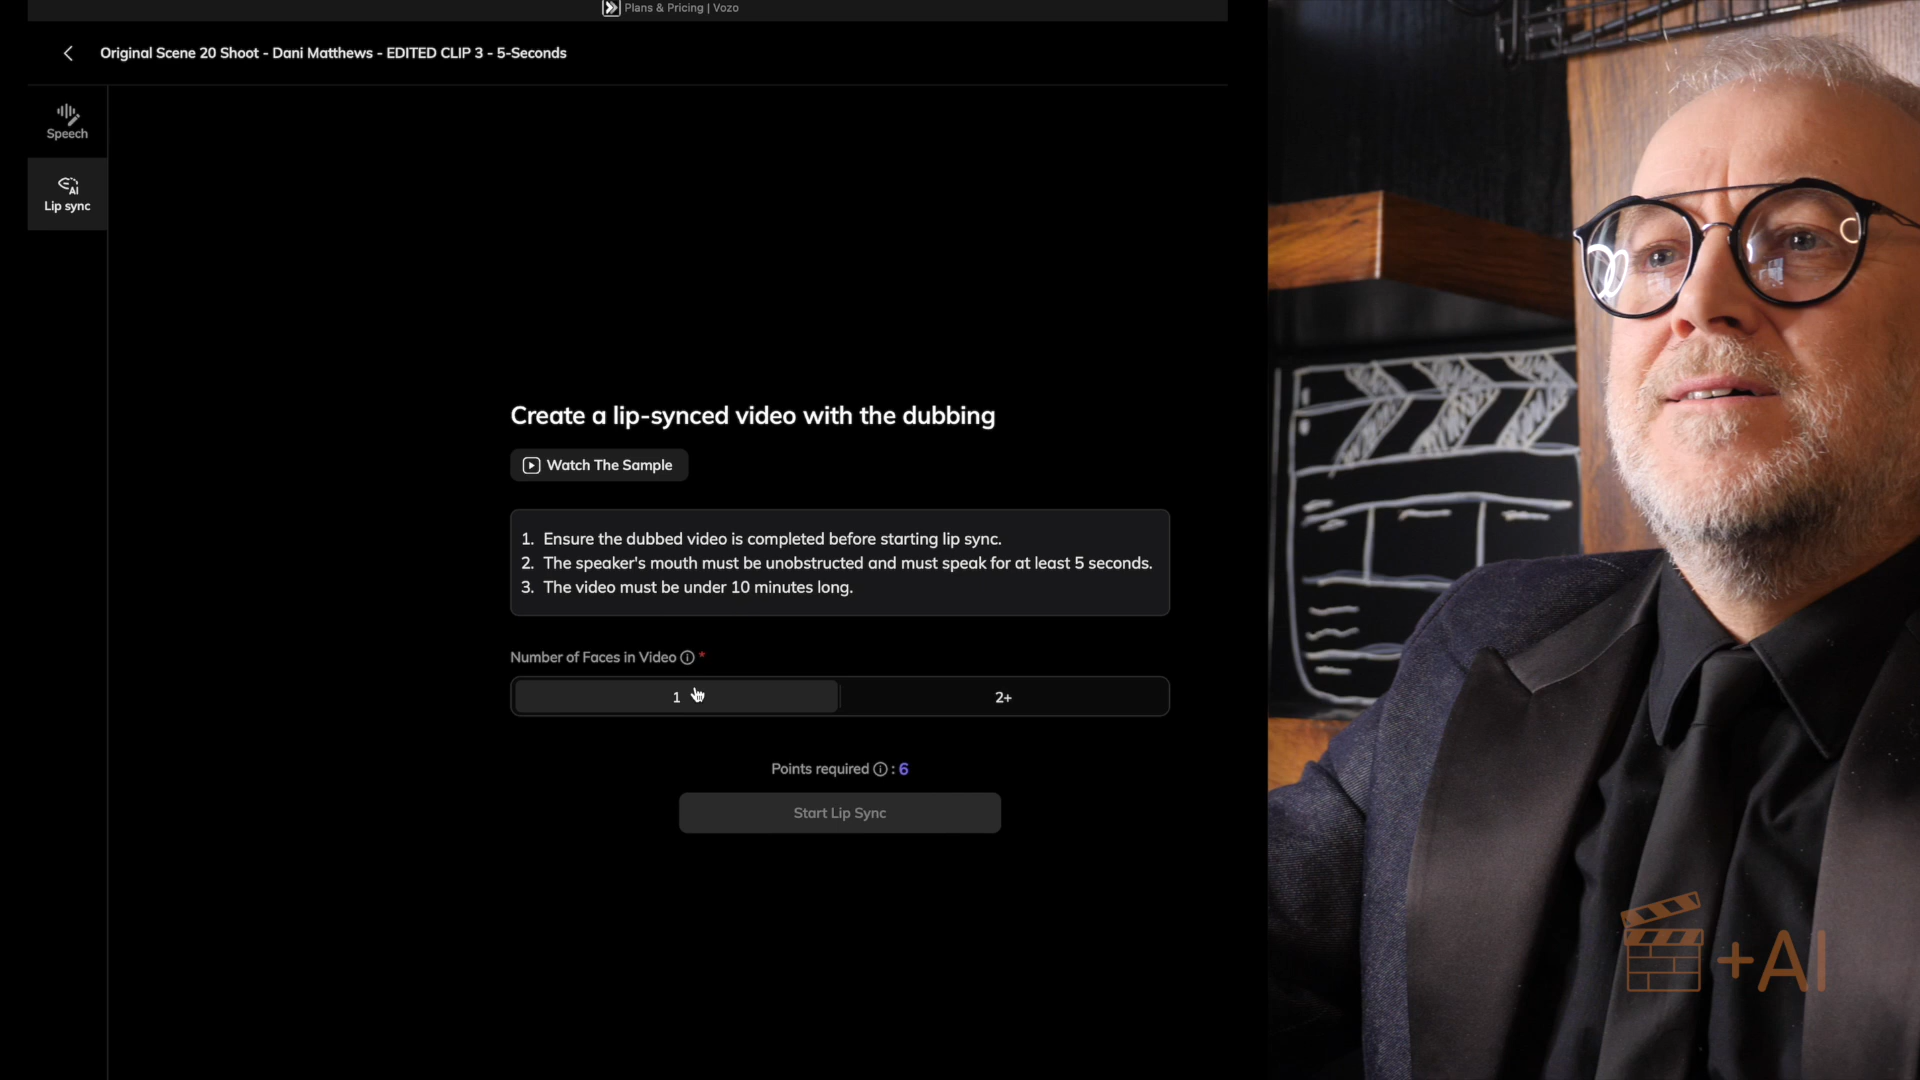 Plans & Pricing | Vozo
Original Scene 20 Shoot - Dani Matthews - EDITED CLIP 3 - 5-Seconds
Speech
AI
Lip sync
Create a lip-synced video with the dubbing
Watch The Sample
1. Ensure the dubbed video is completed before starting lip sync.
2. The speaker's mouth must be unobstructed and must speak for at least 5 seconds.
3. The video must be under 10 minutes long.
Number of Faces in Video *
1
2+
Points required : 6
Start Lip Sync
+AI